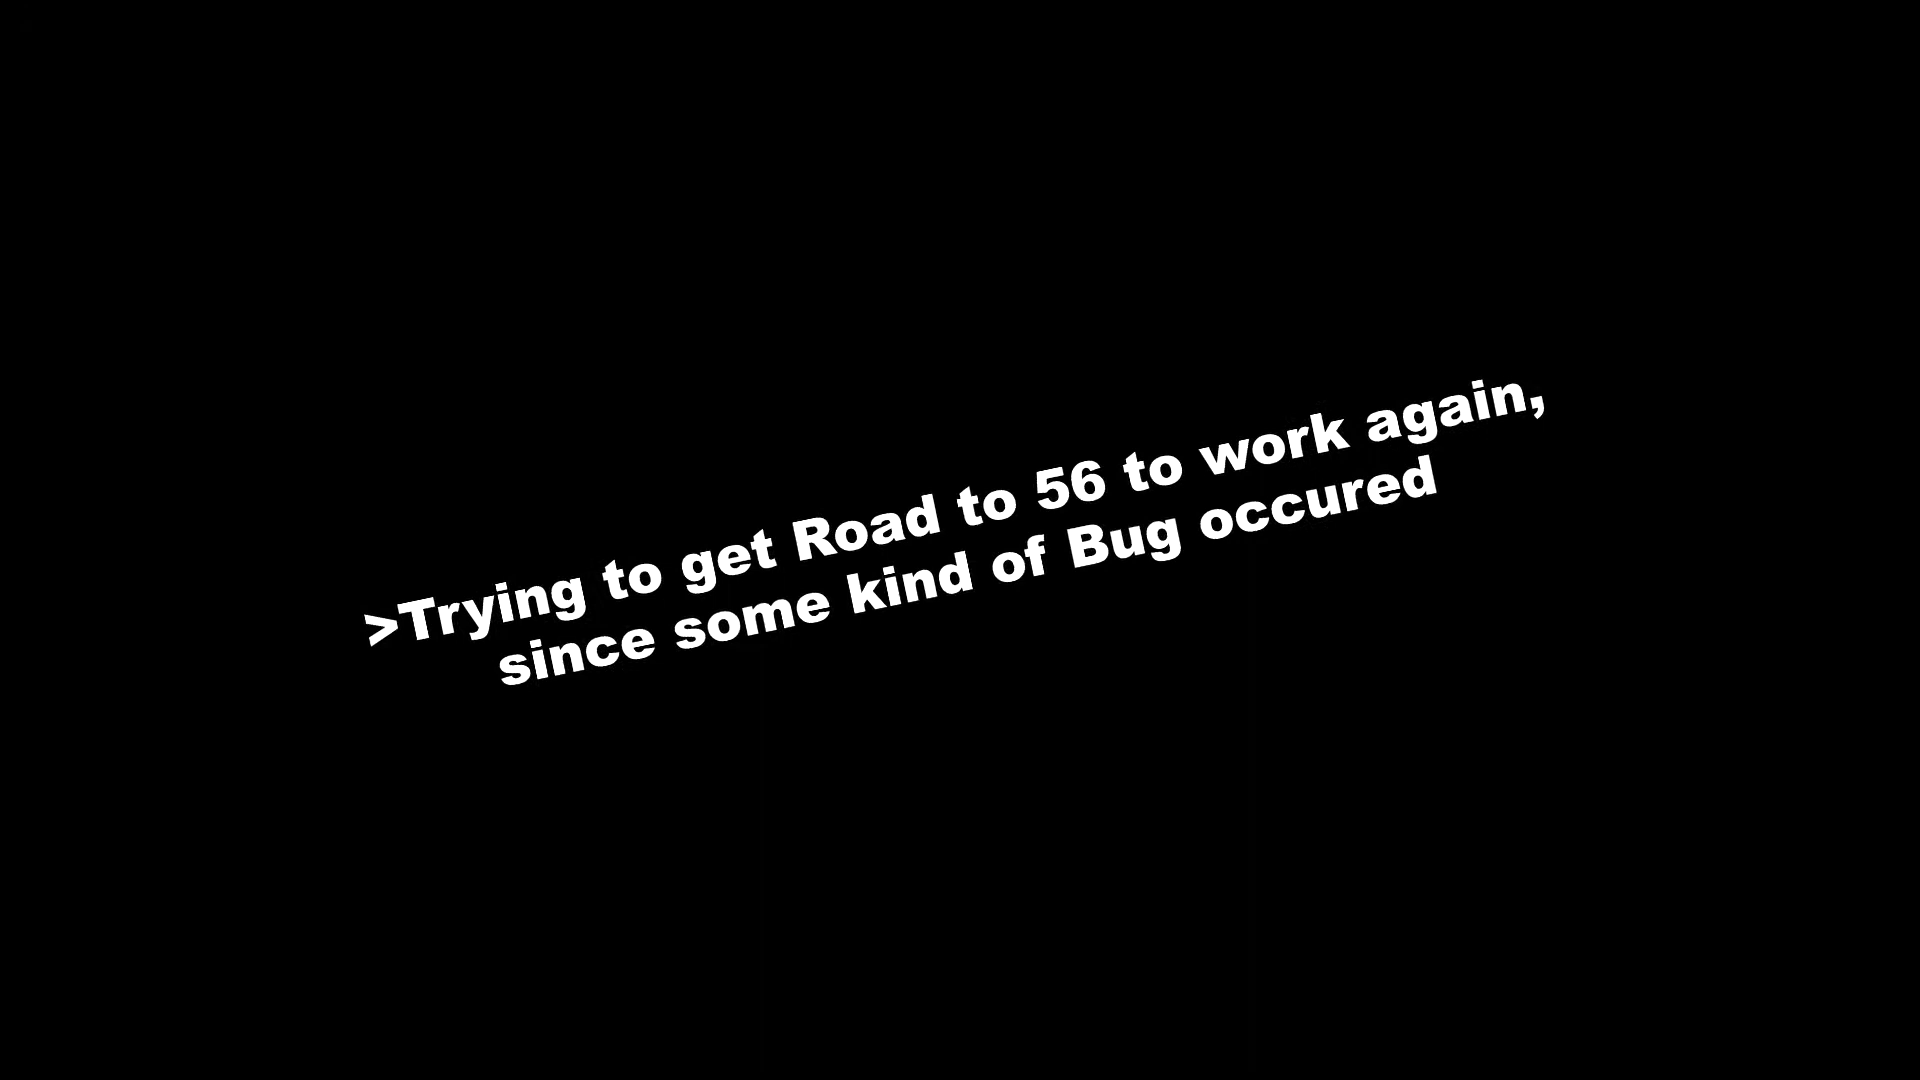 >Trying to get Road to 56 to work again,
since some kind of Bug occured